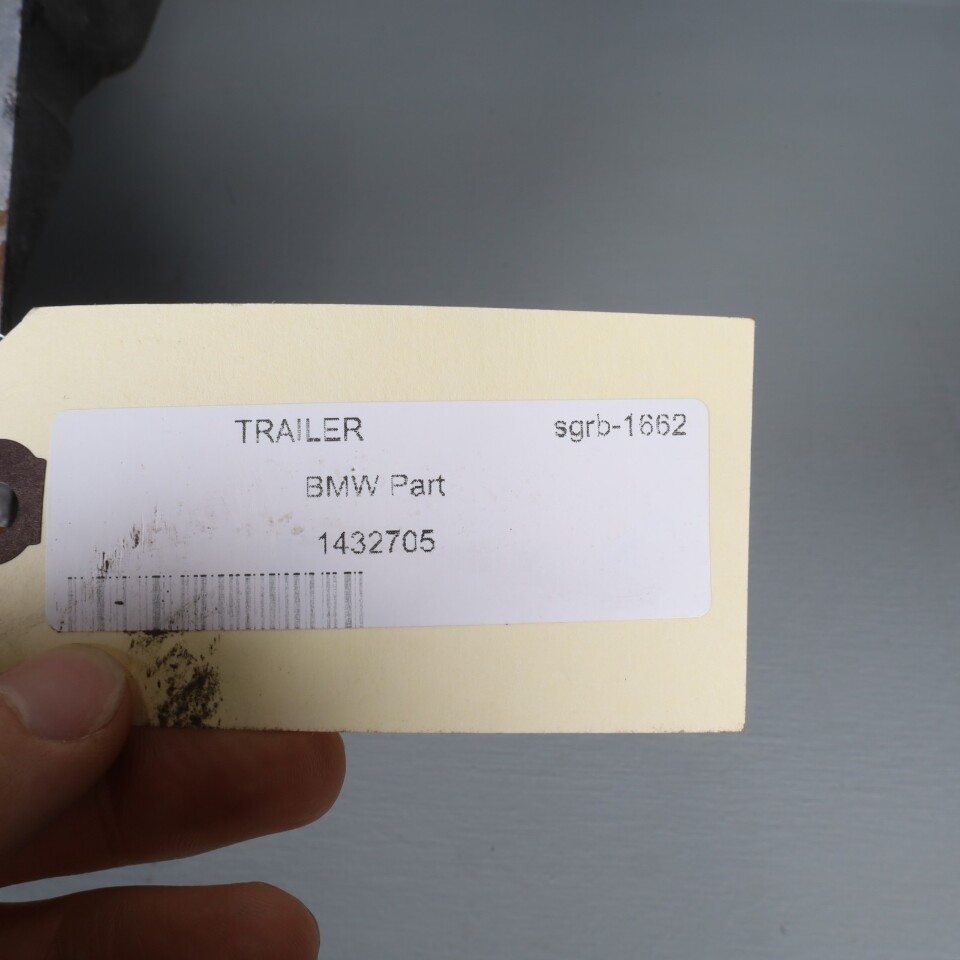 TRAILER sgrb-1662
BMW Part
1432705